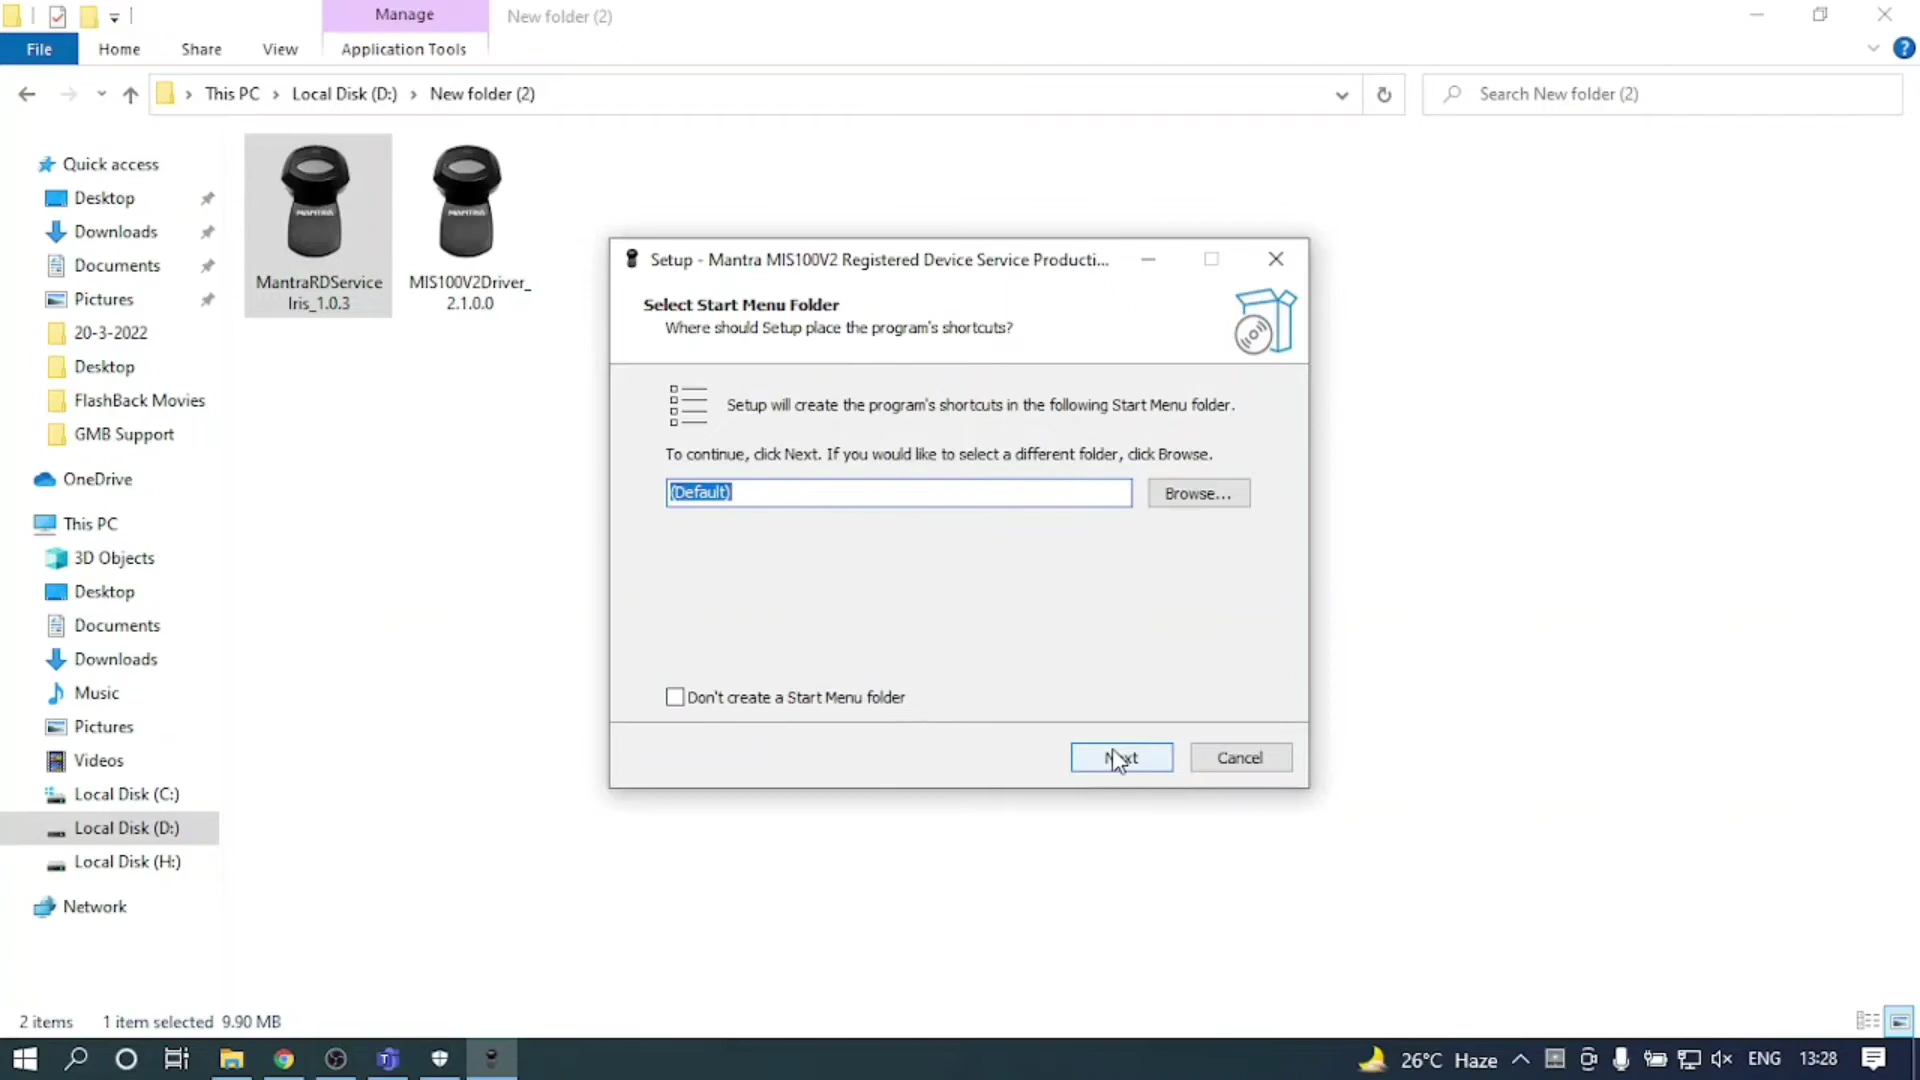 Manage
New folder (2)
File
Home
Share
View
Application Tools
This PC
Local Disk (D:)
New folder (2)
Search New folder (2)
Quick access
Desktop
Downloads
Documents
Pictures
20-3-2022
Desktop
FlashBack Movies
GMB Support
OneDrive
This PC
3D Objects
Desktop
Documents
Downloads
Music
Pictures
Videos
Local Disk (C:)
Local Disk (D:)
Local Disk (H:)
Network
MANTRA
MANTRA
MantraRDService
Iris_1.0.3
MIS100V2Driver_
2.1.0.0
Setup - Mantra MIS100V2 Registered Device Service Producti...
Select Start Menu Folder
Where should Setup place the program's shortcuts?
Setup will create the program's shortcuts in the following Start Menu folder.
To continue, click Next. If you would like to select a different folder, click Browse.
(Default)
Browse...
Don't create a Start Menu folder
Next
Cancel
2 items
1 item selected 9.90 MB
26°C Haze
ENG
13:28